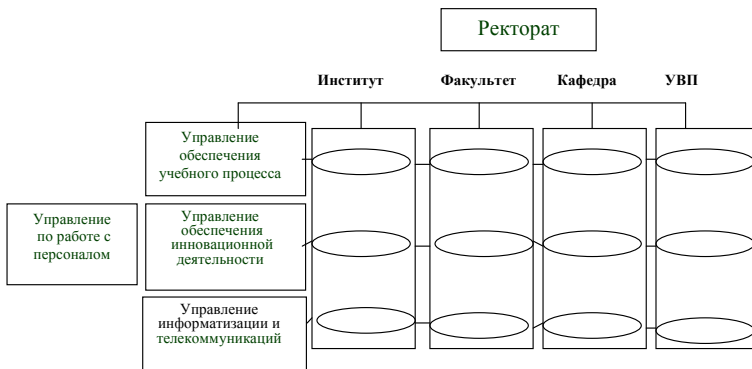 Ректорат
Институт Факультет Кафедра УВП
Управление
обеспечения
учебного процесса
Управление
по работе с
персоналом
Управление
обеспечения
инновационной
деятельности
Управление
информатизации и
телекоммуникаций